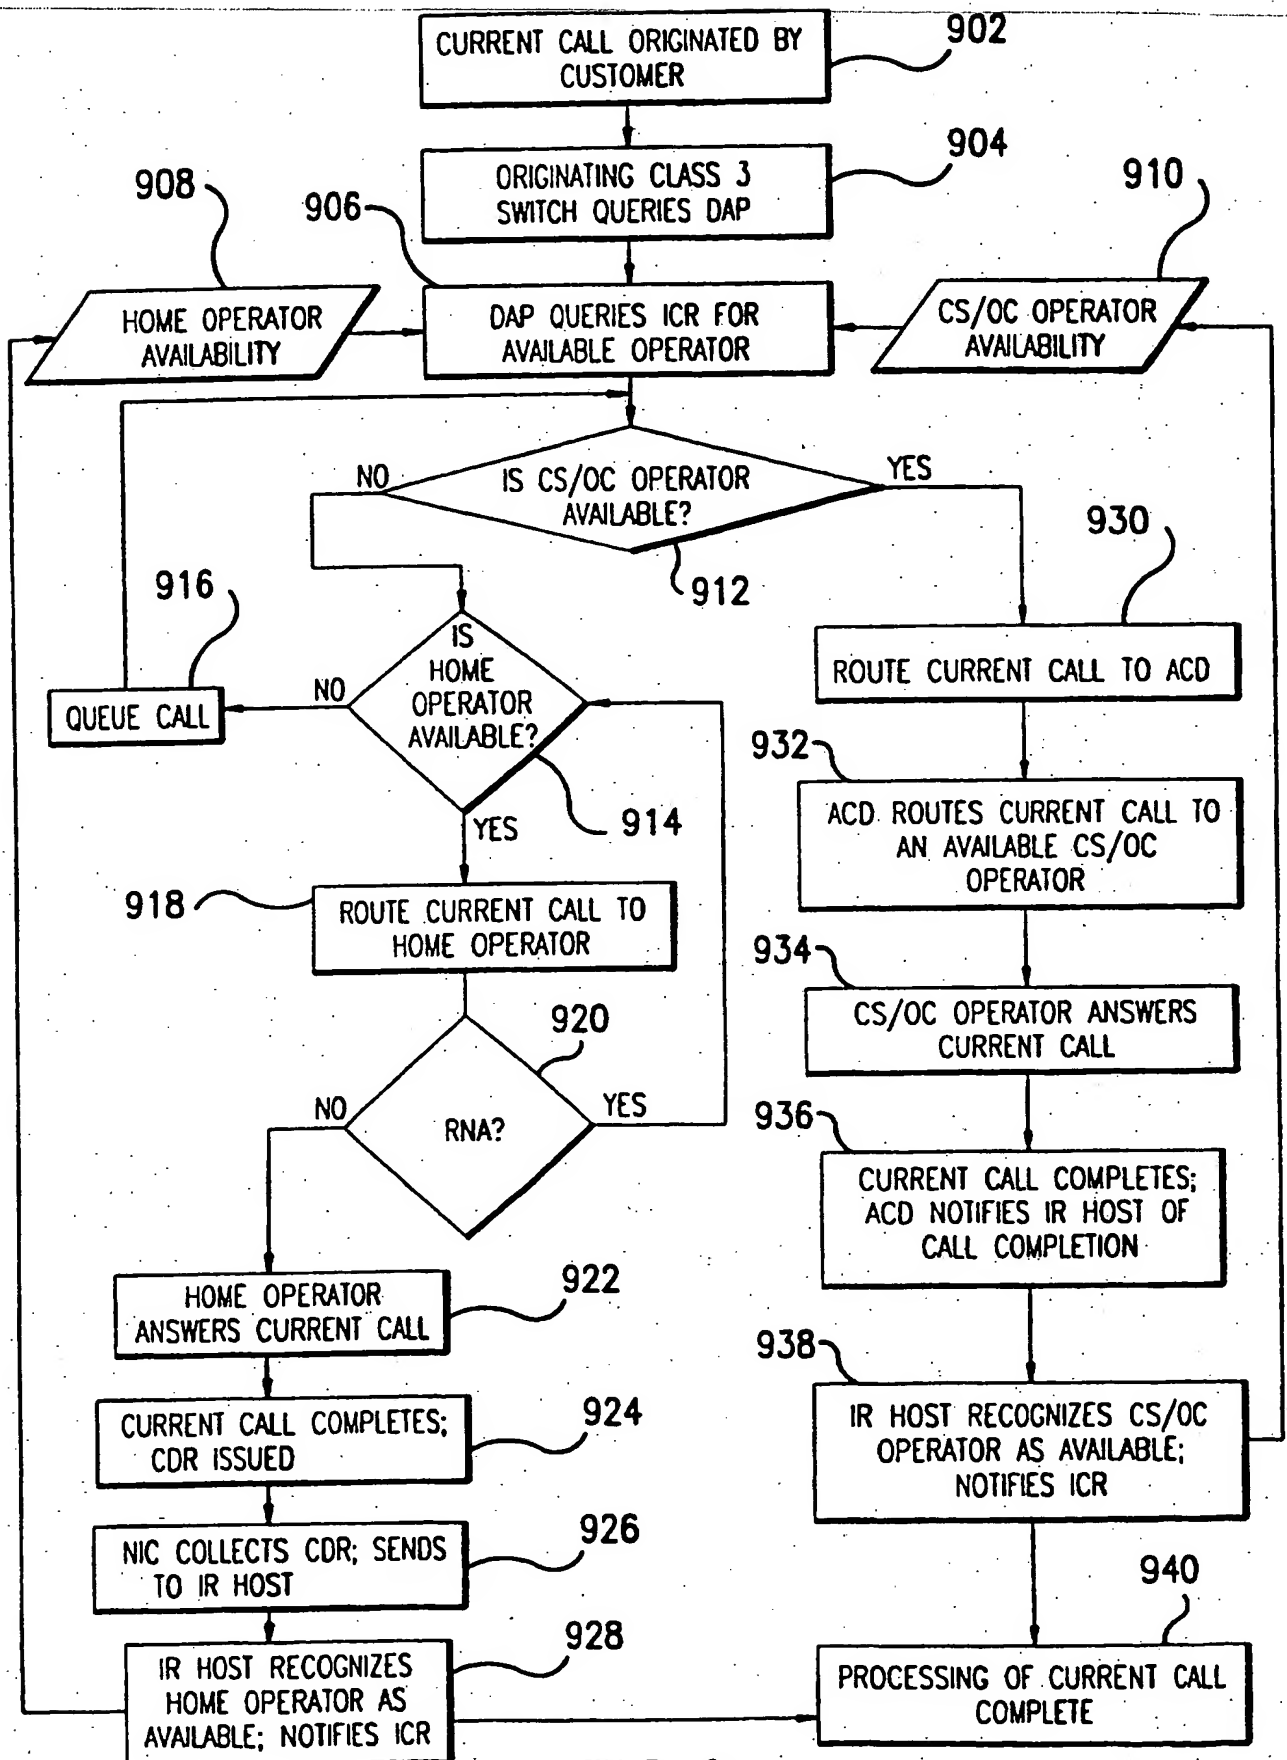 CURRENT CALL ORIGINATED BY
CUSTOMER
902
ORIGINATING CLASS 3
SWITCH QUERIES DAP
904
908
906
910
HOME OPERATOR
AVAILABILITY
DAP QUERIES ICR FOR
AVAILABLE OPERATOR
CS/OC OPERATOR
AVAILABILITY
NO
IS CS/OC OPERATOR
AVAILABLE?
YES
912
930
916
IS
HOME
OPERATOR
AVAILABLE?
NO
QUEUE CALL
ROUTE CURRENT CALL TO ACD
914
YES
932
ACD ROUTES CURRENT CALL TO
AN AVAILABLE CS/OC
OPERATOR
918
ROUTE CURRENT CALL TO
HOME OPERATOR
934
CS/OC OPERATOR ANSWERS
CURRENT CALL
920
NO
RNA?
YES
936
CURRENT CALL COMPLETES;
ACD NOTIFIES IR HOST OF
CALL COMPLETION
HOME OPERATOR
ANSWERS CURRENT CALL
922
938
IR HOST RECOGNIZES CS/OC
OPERATOR AS AVAILABLE;
NOTIFIES ICR
CURRENT CALL COMPLETES;
CDR ISSUED
924
NIC COLLECTS CDR; SENDS
TO IR HOST
926
940
IR HOST RECOGNIZES
HOME OPERATOR AS
AVAILABLE; NOTIFIES ICR
928
PROCESSING OF CURRENT CALL
COMPLETE